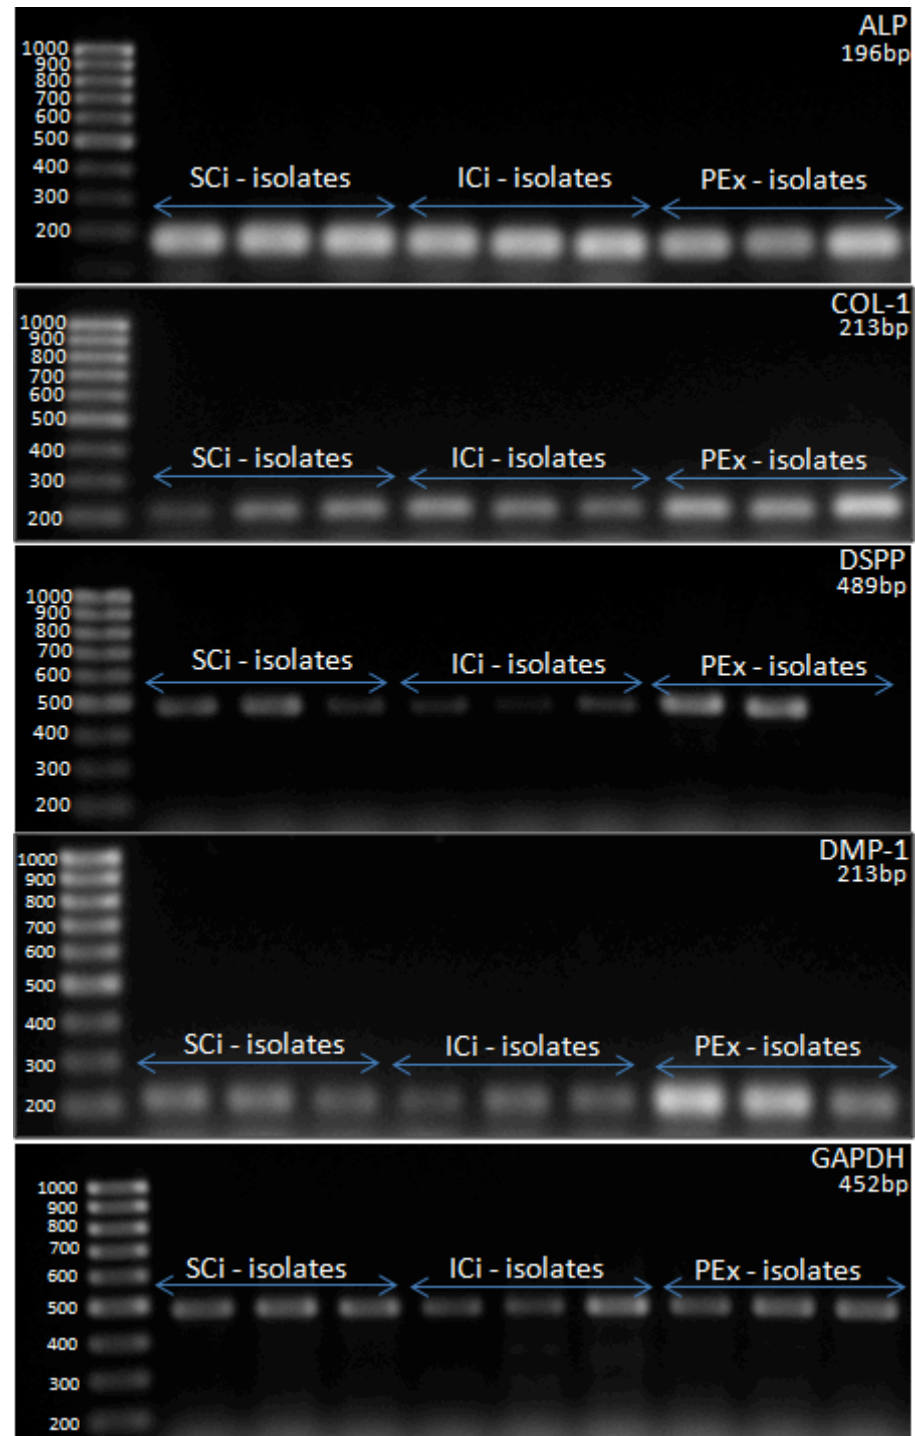 ALP
196bp
1000
900
800
700
600
500
400
300
200
SCi - isolates
ICi - isolates
PEx - isolates
COL-1
213bp
1000
900
800
700
600
500
400
300
200
SCi - isolates
ICi - isolates
PEx - isolates
DSPP
489bp
1000
900
800
700
600
500
400
300
200
SCi - isolates
ICi - isolates
PEx - isolates
DMP-1
213bp
1000
900
800
700
600
500
400
300
200
SCi - isolates
ICi - isolates
PEx - isolates
GAPDH
452bp
1000
900
800
700
600
500
400
300
200
SCi - isolates
ICi - isolates
PEx - isolates